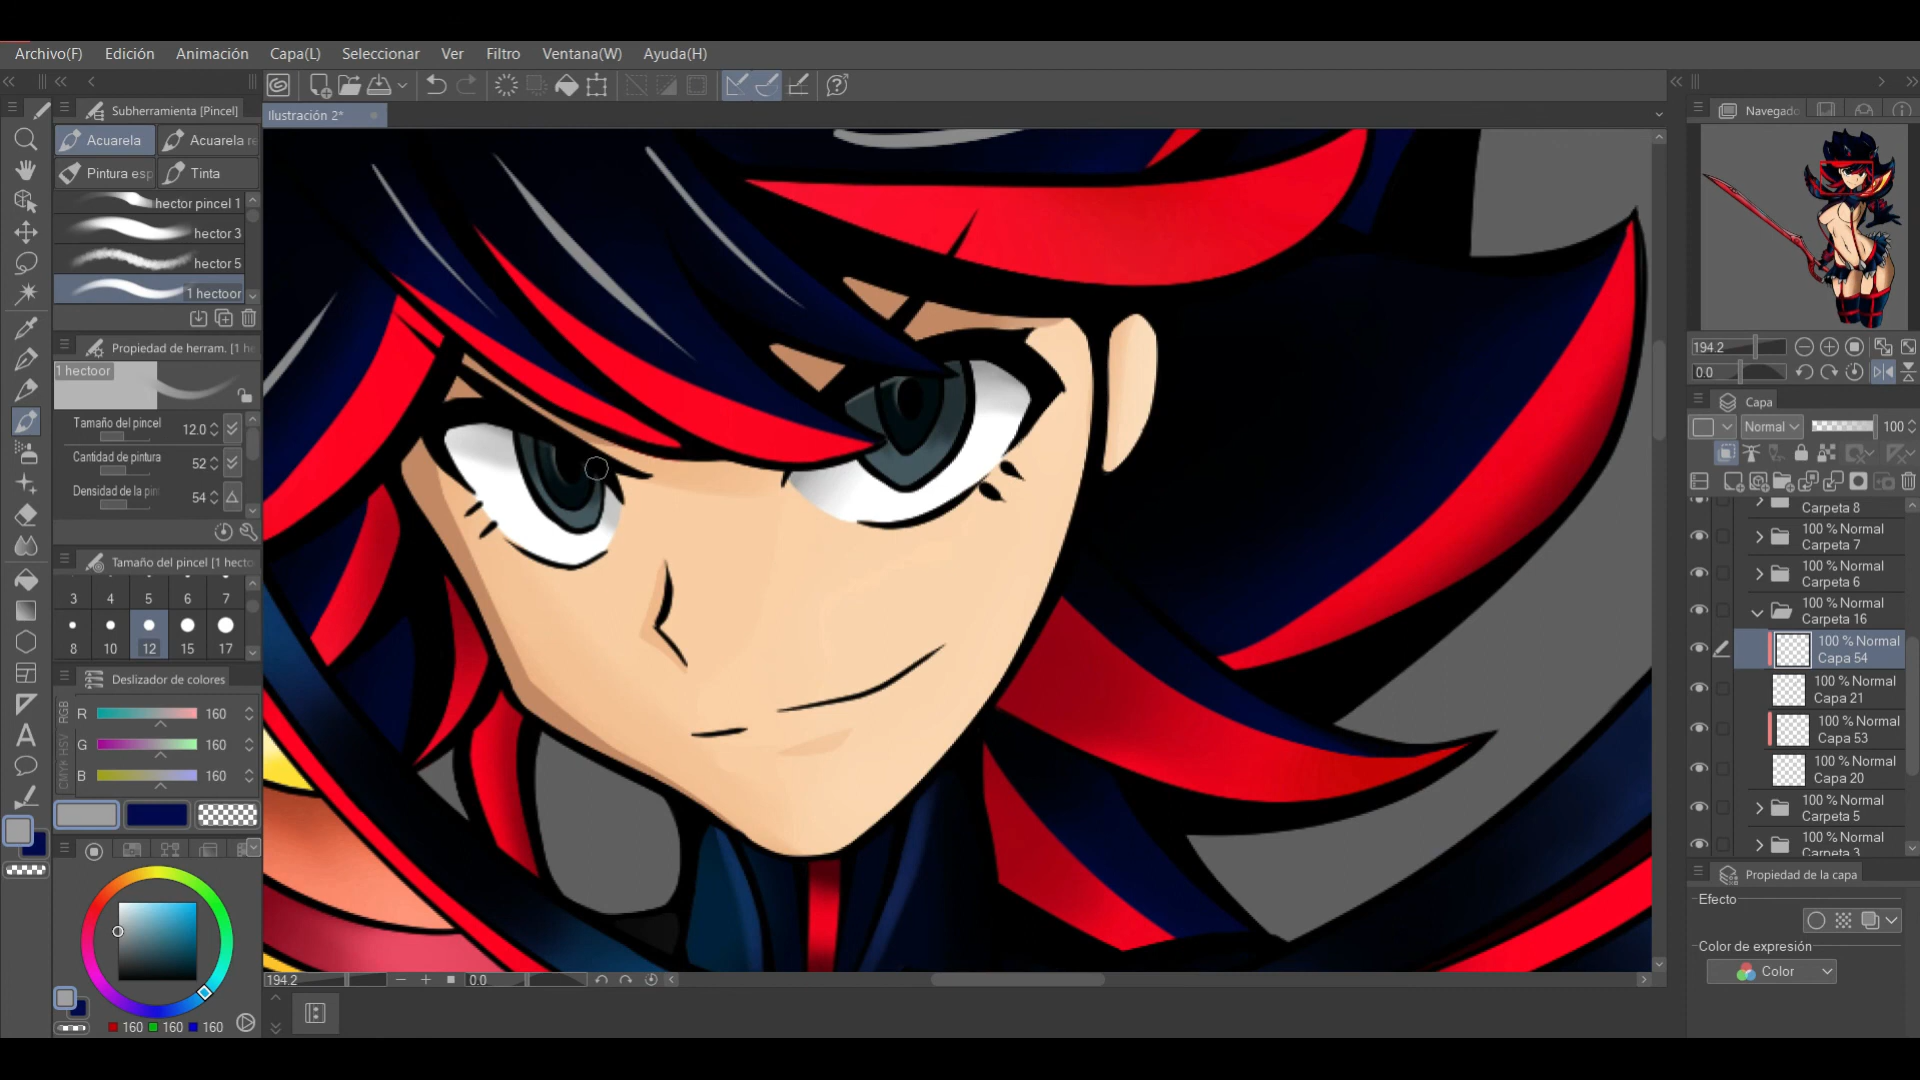 Archivo(F) Edición Animación Capa(L) Seleccionar Ver Filtro Ventana(W) Ayuda(H)
Subherramienta [Pincel]
Ilustración 2*
Navegado
Acuarela Acuarela re
Pintura esp Tinta
hector pincel 1
hector 3
hector 5
1 hectoor
Propiedad de herram. [1 he
1 hectoor
Tamaño del pincel 12.0
Cantidad de pintura 52
Densidad de la pin 54
Tamaño del pincel [1 hecto
3 4 5 6 7
8 10 12 15 17
Deslizador de colores
RGB
HSV
CMYK
R 160
G 160
B 160
160 160 160
194.2 0.0
194.2
0.0
Capa
Normal 100
Carpeta 8
100 % Normal
Carpeta 7
100 % Normal
Carpeta 6
100 % Normal
Carpeta 16
100 % Normal
Capa 54
100 % Normal
Capa 21
100 % Normal
Capa 53
100 % Normal
Capa 20
100 % Normal
Carpeta 5
100 % Normal
Carpeta 3
Propiedad de la capa
Efecto
Color de expresión
Color